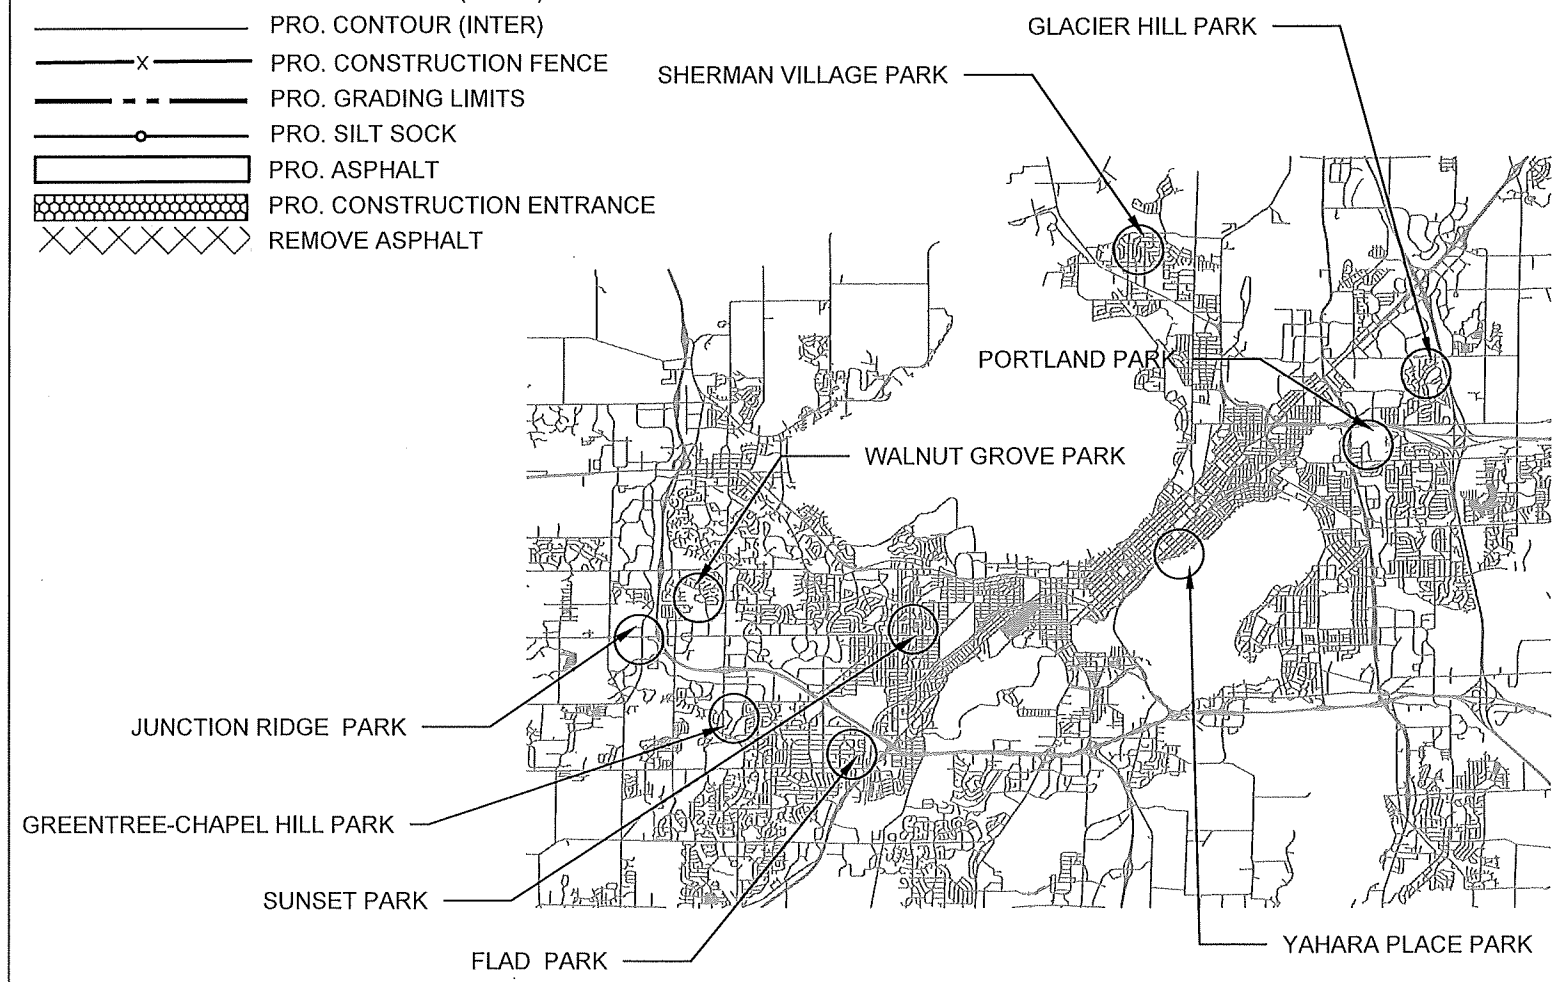 PRO. CONTOUR (INTER)
PRO. CONSTRUCTION FENCE
x
PRO. GRADING LIMITS
PRO. SILT SOCK
PRO. ASPHALT
PRO. CONSTRUCTION ENTRANCE
REMOVE ASPHALT
GLACIER HILL PARK
SHERMAN VILLAGE PARK
PORTLAND PARK
WALNUT GROVE PARK
JUNCTION RIDGE PARK
GREENTREE-CHAPEL HILL PARK
SUNSET PARK
FLAD PARK
YAHARA PLACE PARK